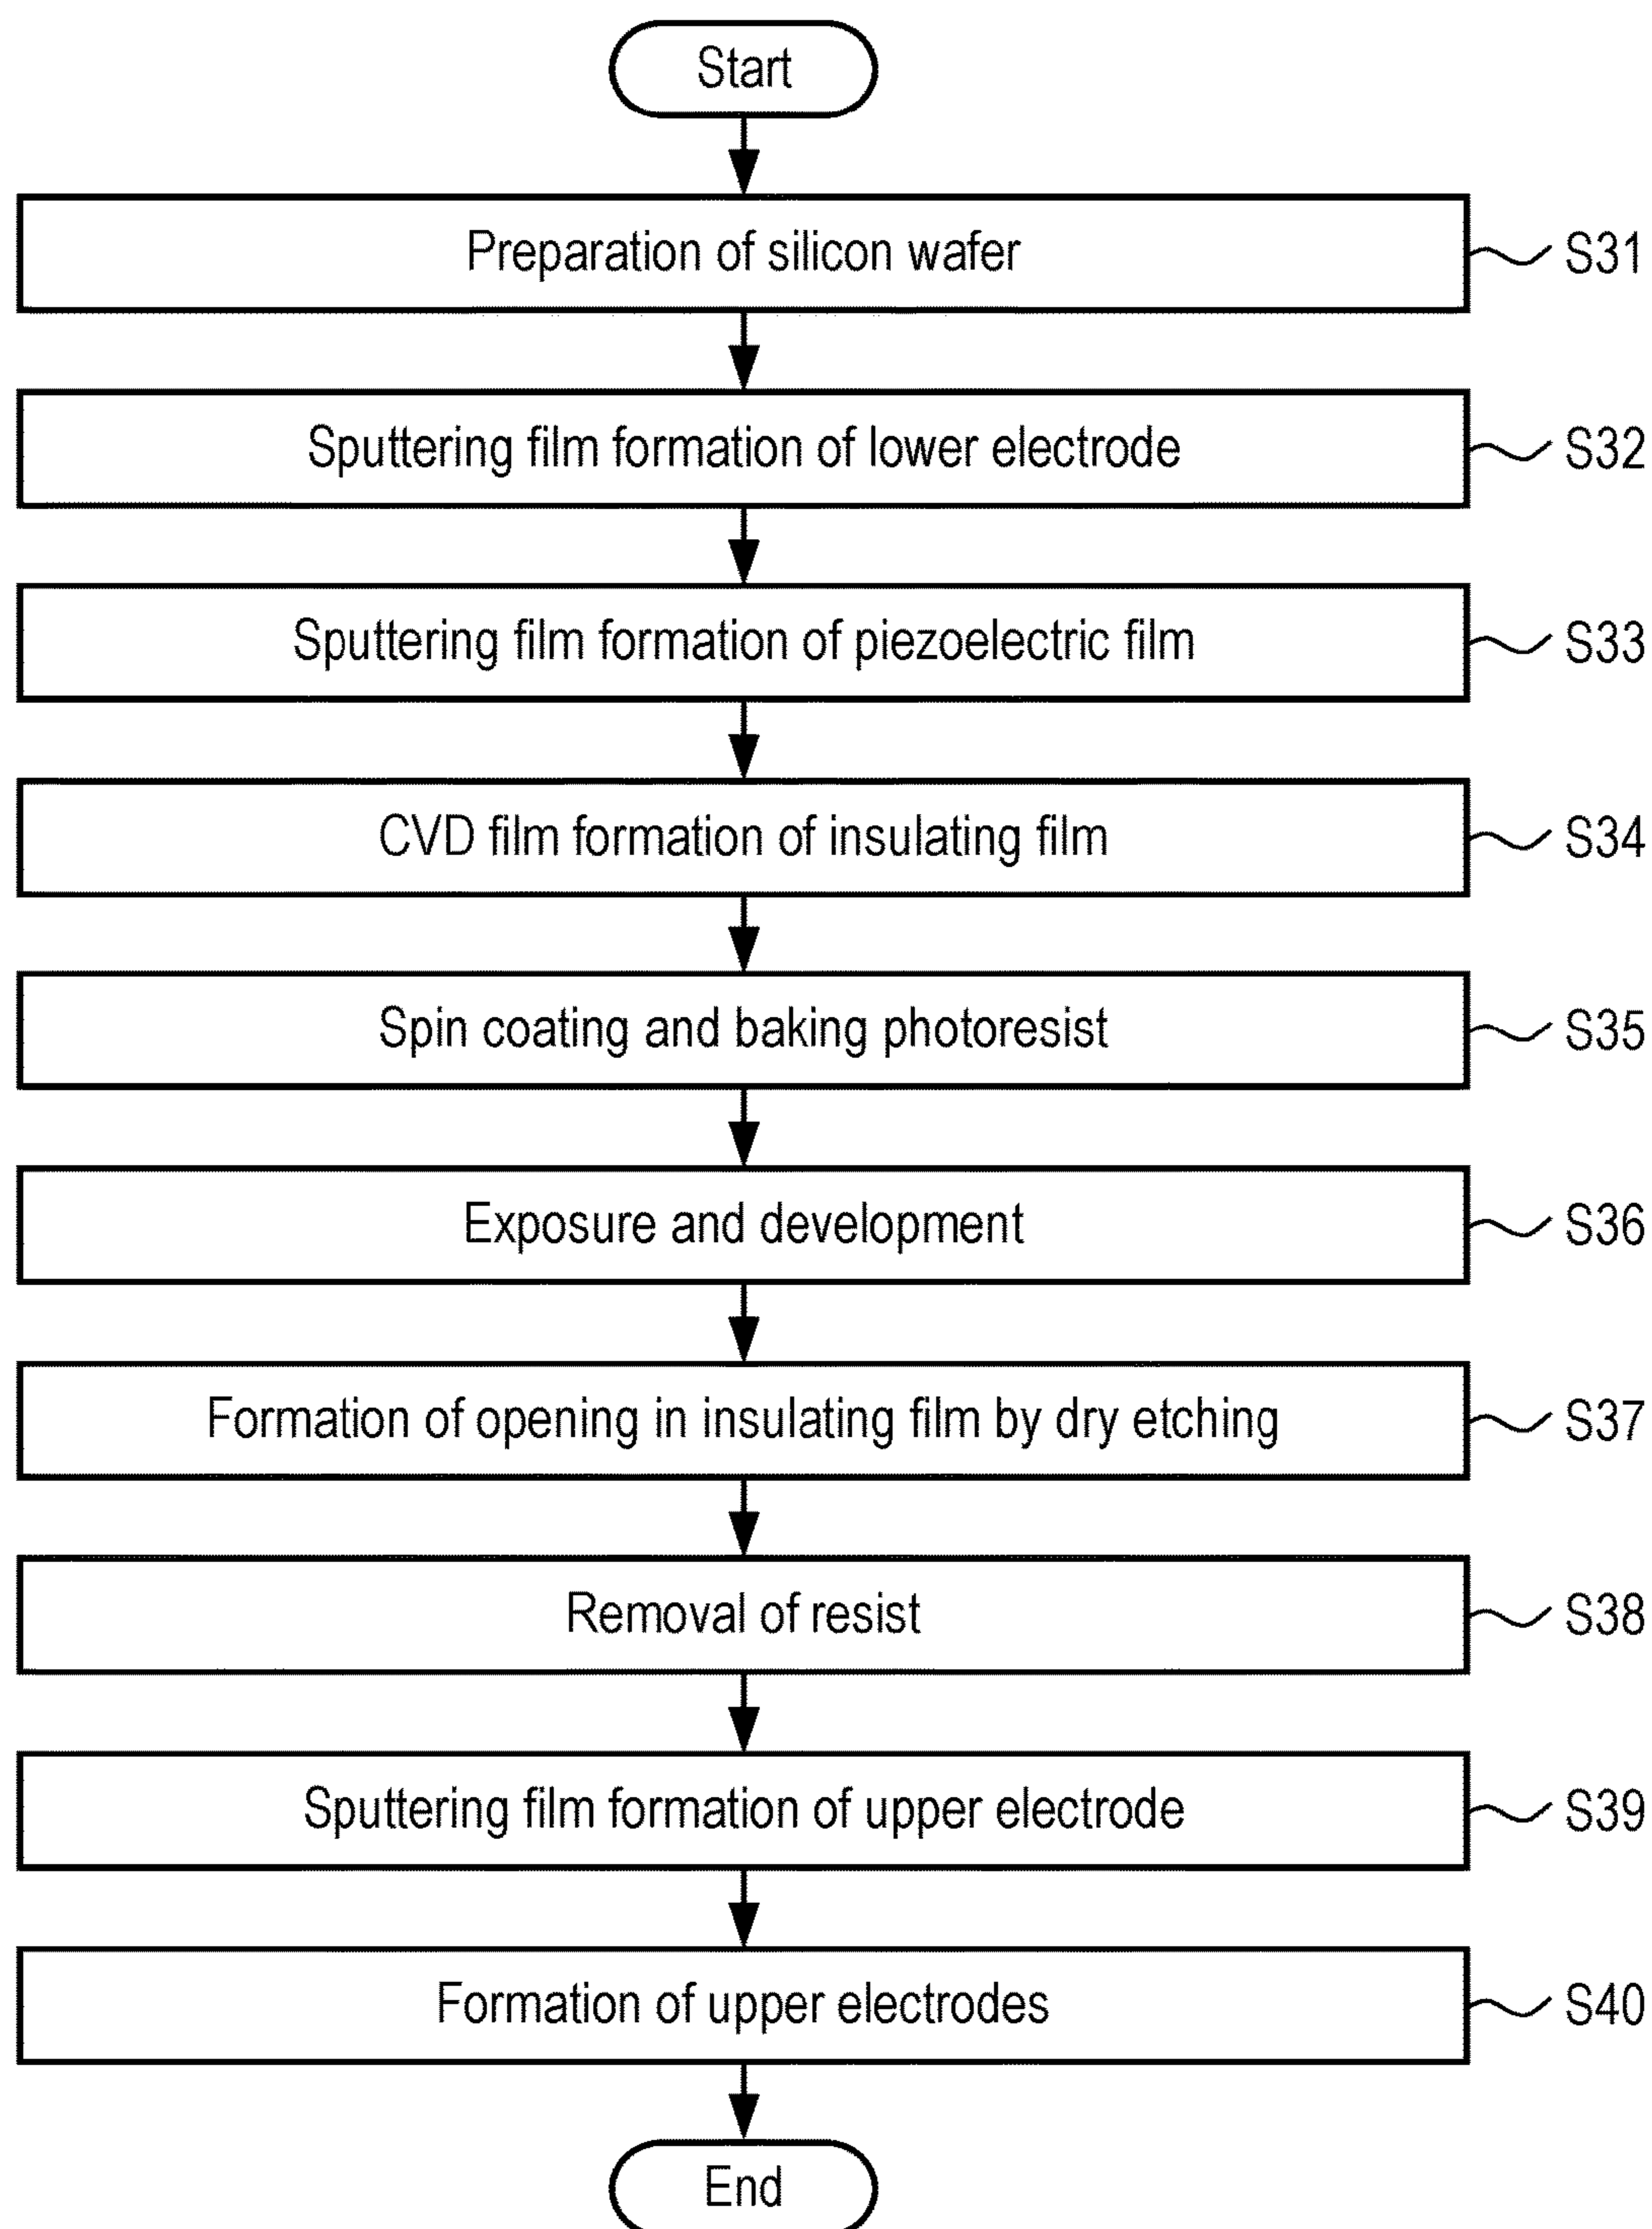 Start
Preparation of silicon wafer S31
Sputtering film formation of lower electrode S32
Sputtering film formation of piezoelectric film S33
CVD film formation of insulating film S34
Spin coating and baking photoresist S35
Exposure and development S36
Formation of opening in insulating film by dry etching S37
Removal of resist S38
Sputtering film formation of upper electrode S39
Formation of upper electrodes S40
End